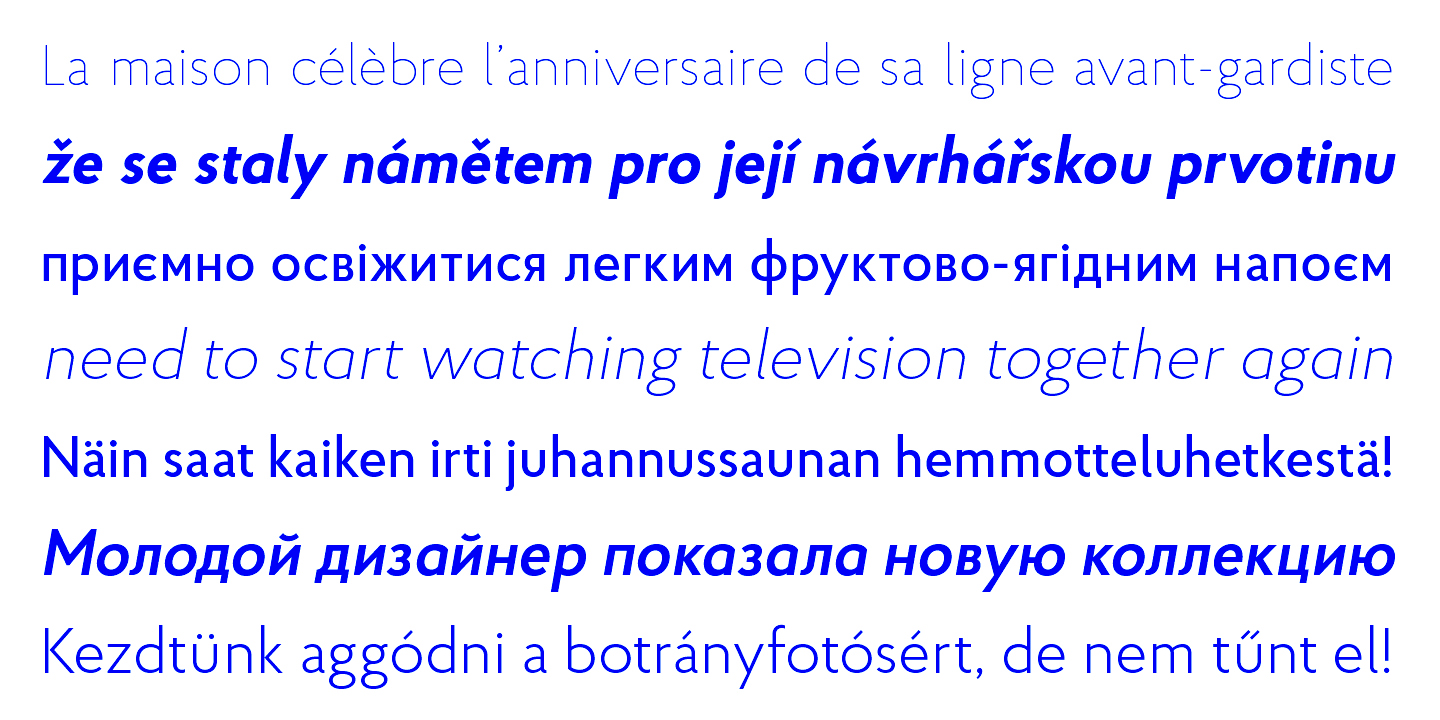 La maison célèbre l’anniversaire de sa ligne avant-gardiste
že se staly námětem pro její návrhářskou prvotinu
приємно освіжитися легким фруктово-ягідним напоєм
need to start watching television together again
Näin saat kaiken irti juhannussaunan hemmotteluhetkestä!
Молодой дизайнер показала новую коллекцию
Kezdtünk aggódni a botrányfotósért, de nem tűnt el!